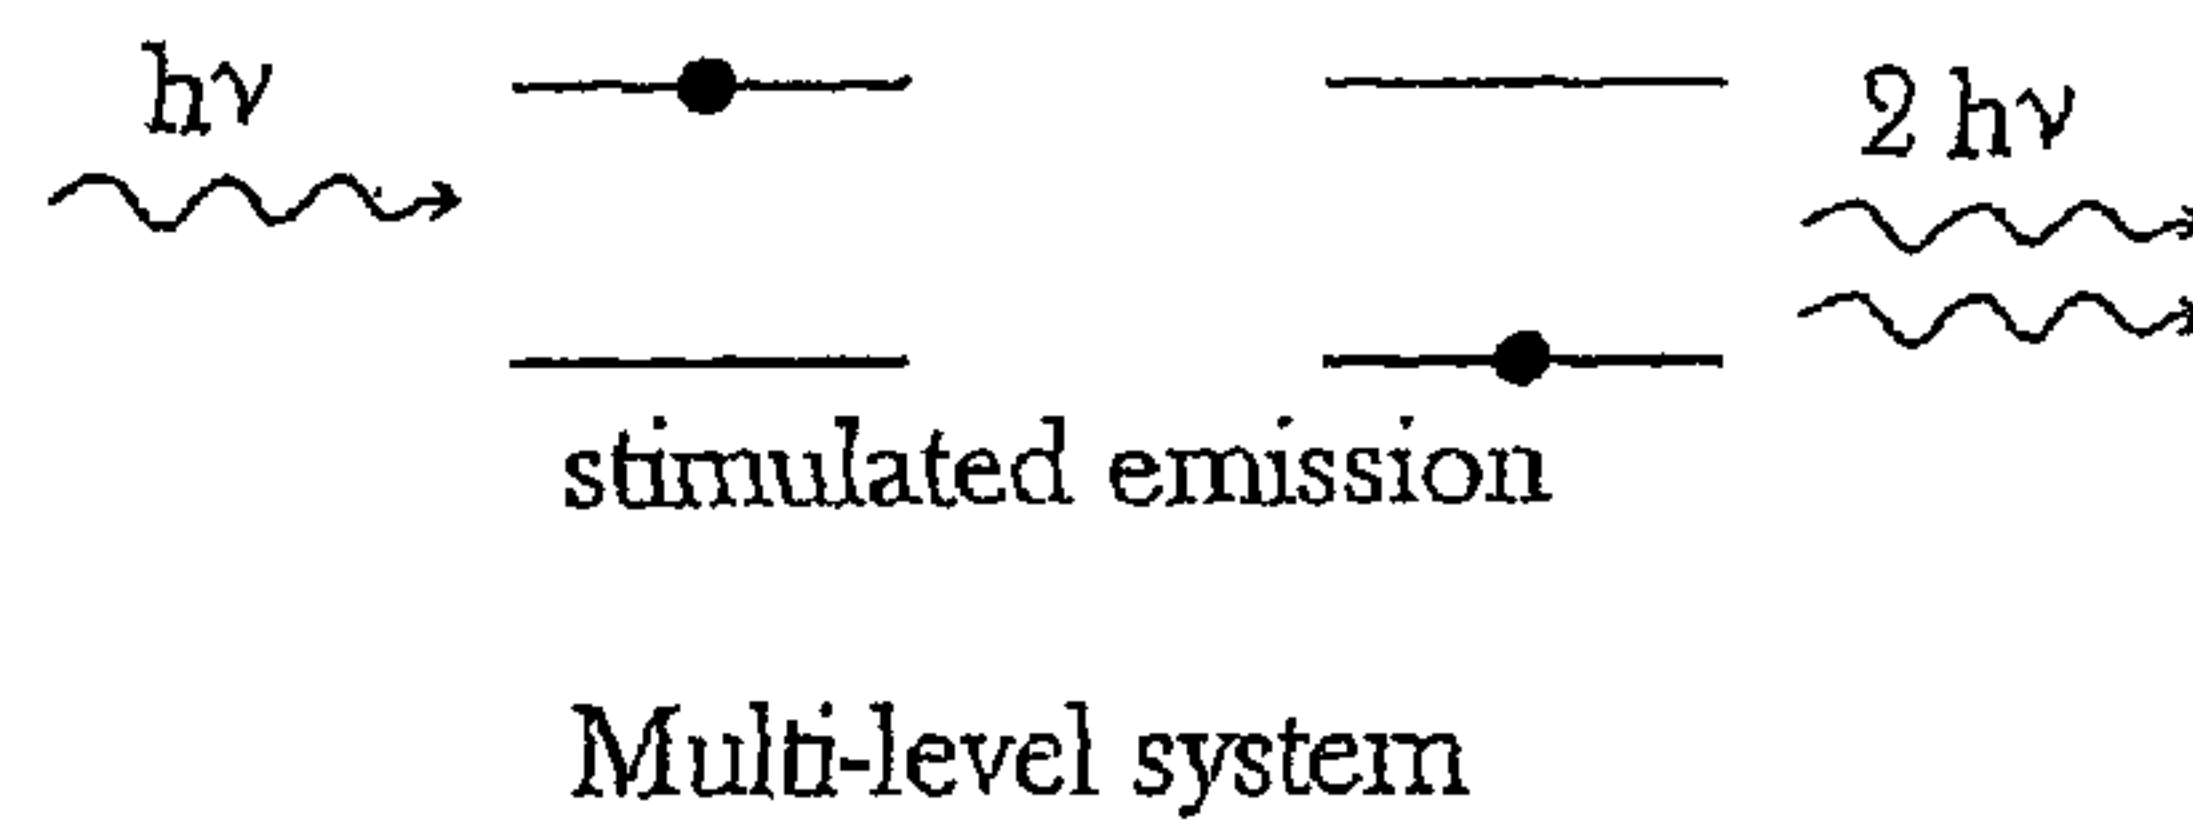 hν
2 hν
stimulated emission
Multi-level system